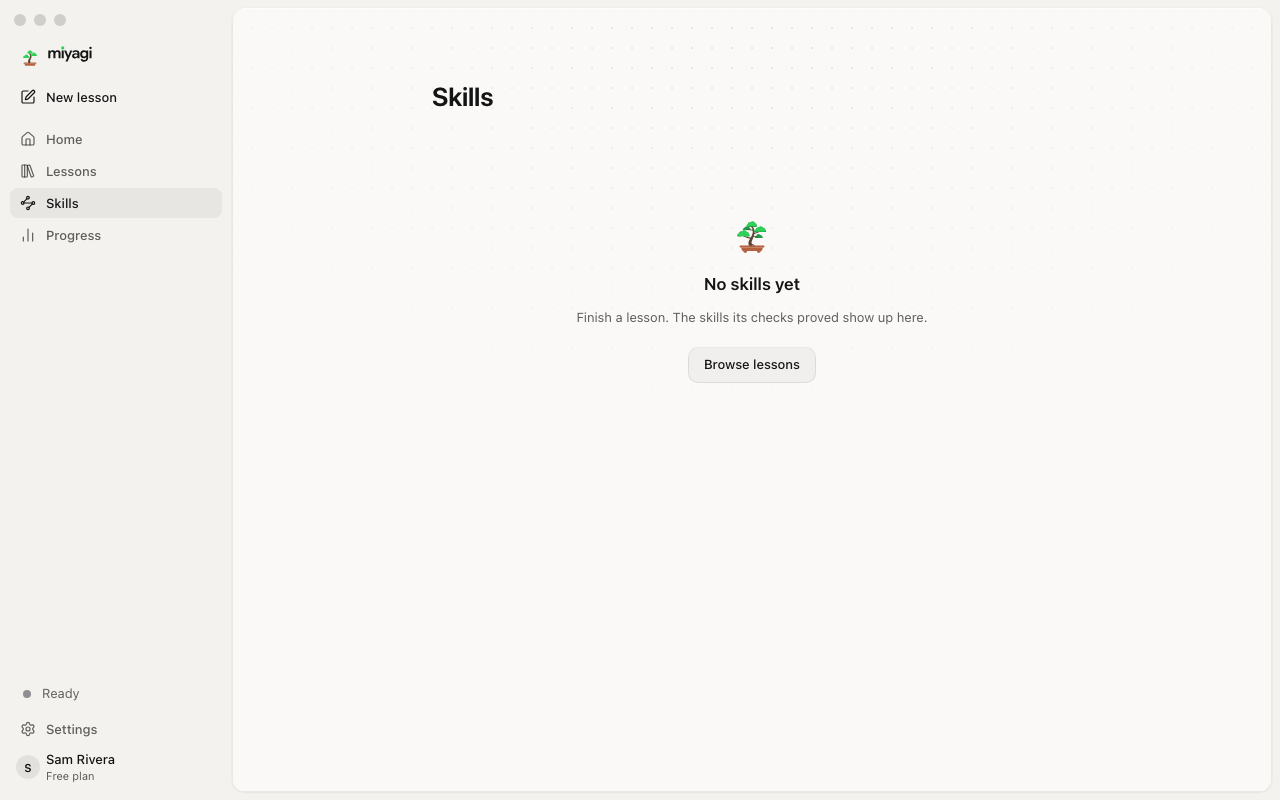 miyagi
New lesson
Home
Lessons
Skills
Progress
Ready
Settings
S
Sam Rivera
Free plan
Skills
No skills yet
Finish a lesson. The skills its checks proved show up here.
Browse lessons